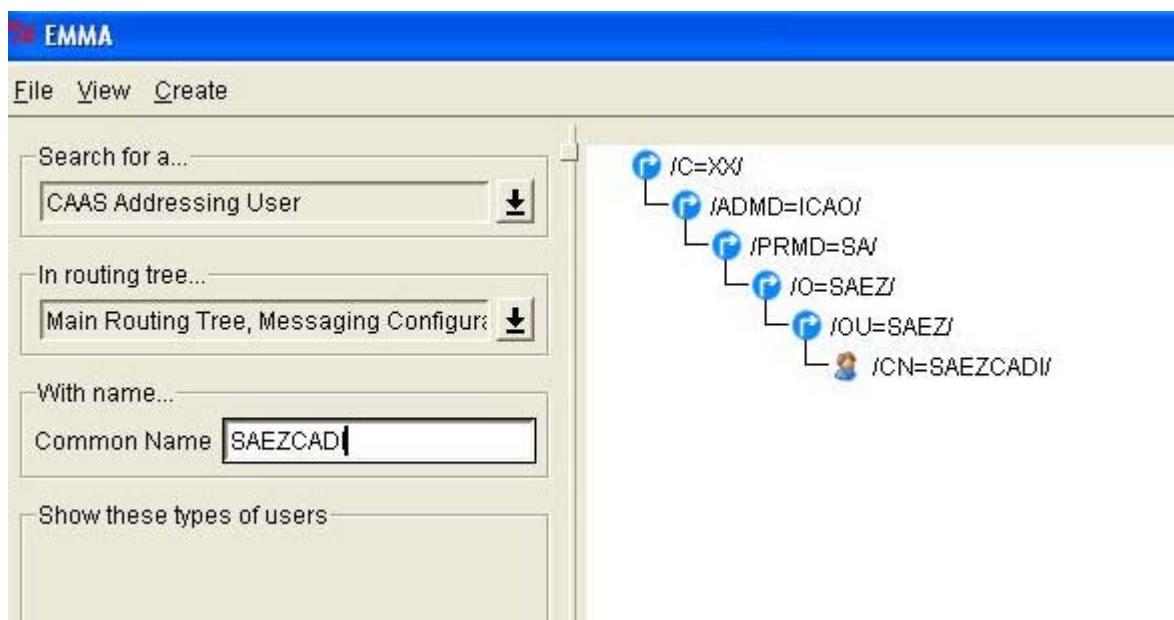 EMMA
File View Create
Search for a...
CAAS Addressing User
In routing tree...
Main Routing Tree, Messaging Configura
With name...
Common Name SAEZCADI
Show these types of users
/C=XX/
/ADMD=ICAO/
/PRMD=SA/
/O=SAEZ/
/OU=SAEZ/
/CN=SAEZCADI/